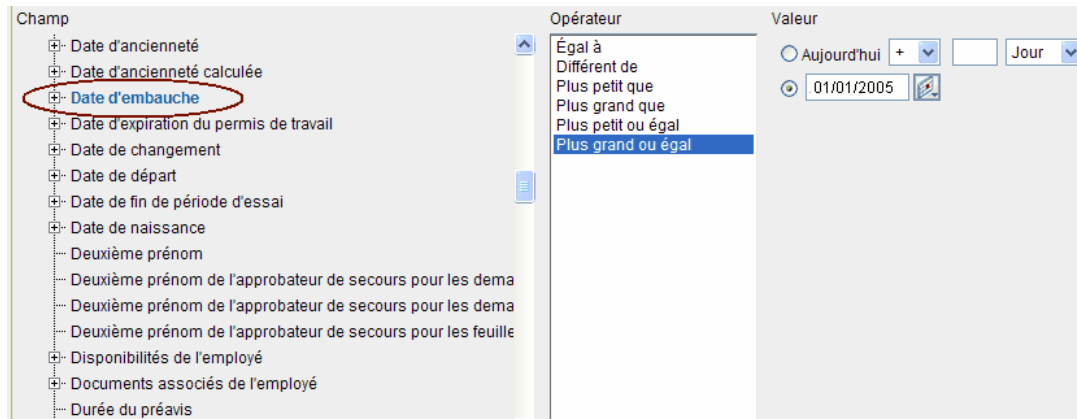 Champ
Date d'ancienneté
Date d'ancienneté calculée
Date d'embauche
Date d'expiration du permis de travail
Date de changement
Date de départ
Date de fin de période d'essai
Date de naissance
Deuxième prénom
Deuxième prénom de l'approbateur de secours pour les dema
Deuxième prénom de l'approbateur de secours pour les dema
Deuxième prénom de l'approbateur de secours pour les feuille
Disponibilités de l'employé
Documents associés de l'employé
Durée du préavis
Opérateur
Égal à
Différent de
Plus petit que
Plus grand que
Plus petit ou égal
Plus grand ou égal
Valeur
Aujourd'hui + Jour
01/01/2005